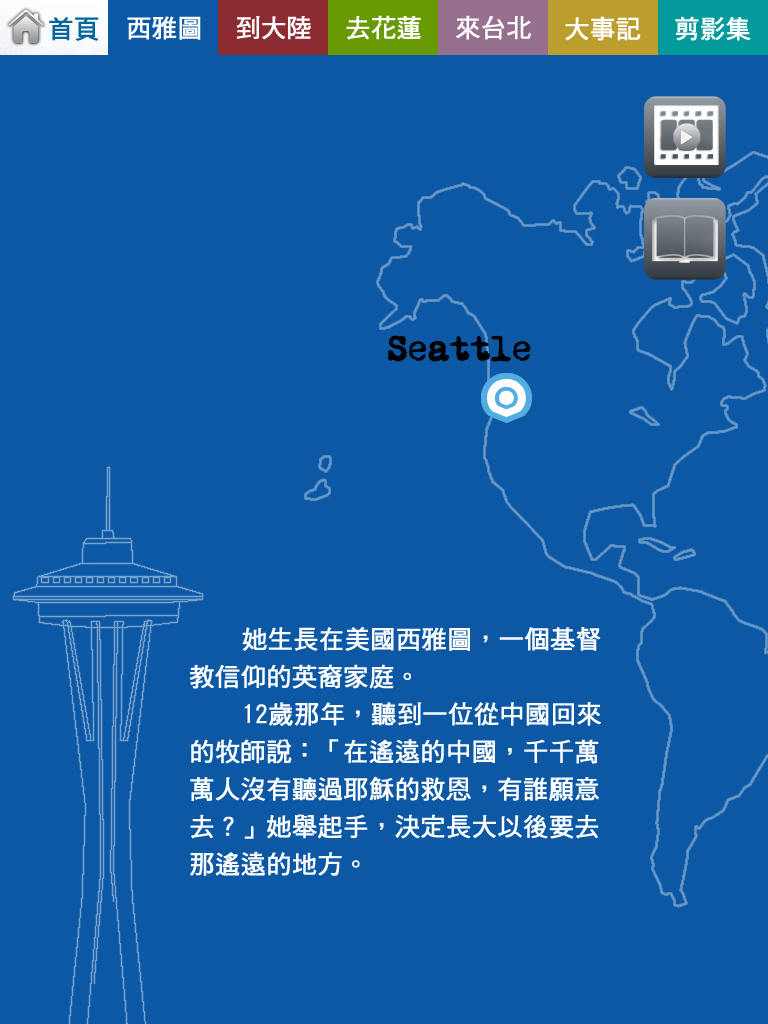 首頁 西雅圖 到大陸 去花蓮 來台北 大事記 剪影集
Seattle
她生長在美國西雅圖，一個基督
教信仰的英裔家庭。
12歲那年，聽到一位從中國回來
的牧師說：「在遙遠的中國，千千萬
萬人沒有聽過耶穌的救恩，有誰願意
去？」她舉起手，決定長大以後要去
那遙遠的地方。